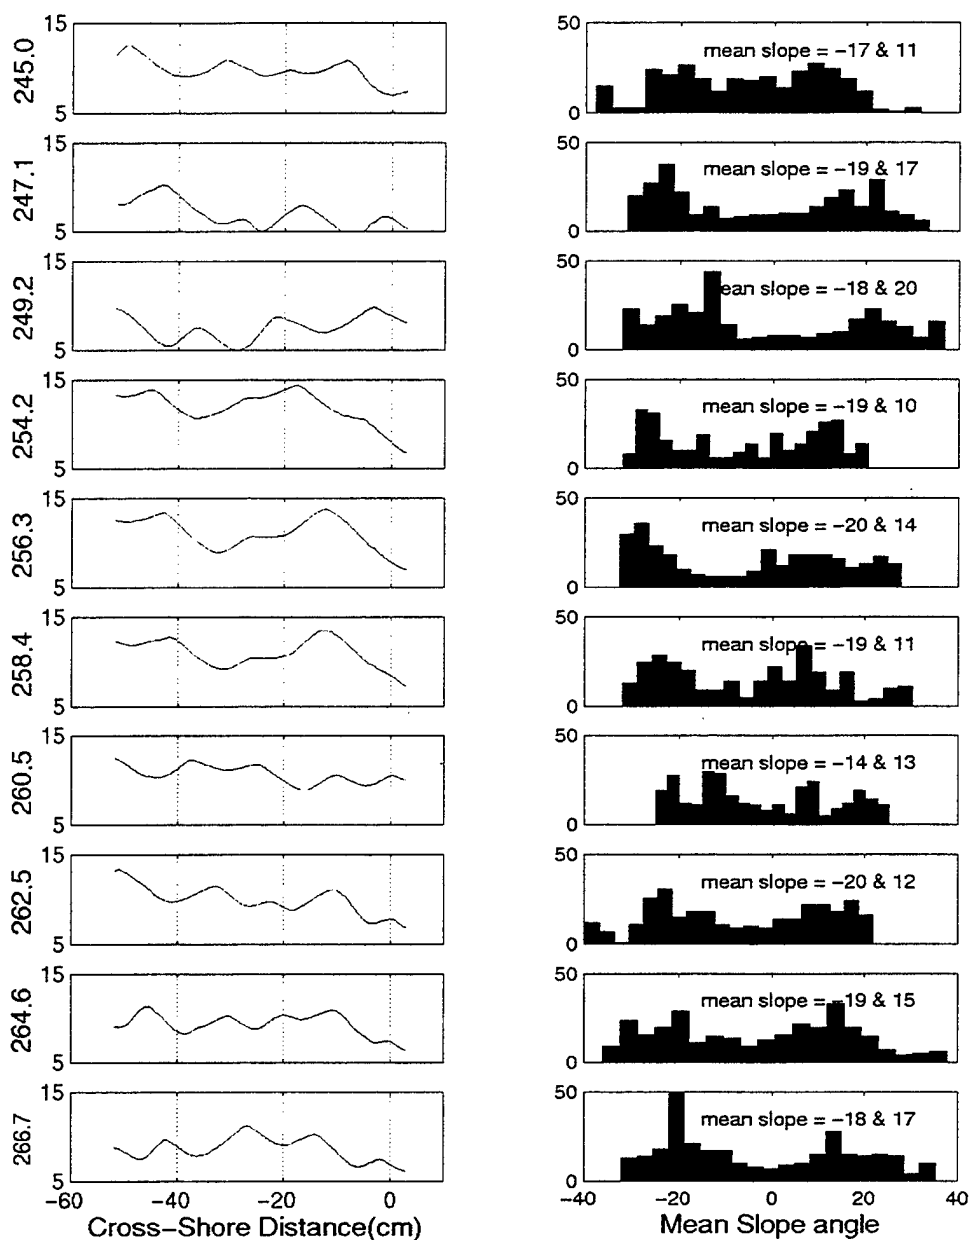 15 50
245.0 mean slope = -17 & 11
5 0
15 50
247.1 mean slope = -19 & 17
5 0
15 50
249.2 ean slope = -18 & 20
5 0
15 50
254.2 mean slope = -19 & 10
5 0
15 50
256.3 mean slope = -20 & 14
5 0
15 50
258.4 mean slope = -19 & 11
5 0
15 50
260.5 mean slope = -14 & 13
5 0
15 50
262.5 mean slope = -20 & 12
5 0
15 50
264.6 mean slope = -19 & 15
5 0
15 50
266.7 mean slope = -18 & 17
5 0
-60 -40 -20 0 -40 -20 0 20 40
Cross-Shore Distance(cm) Mean Slope angle